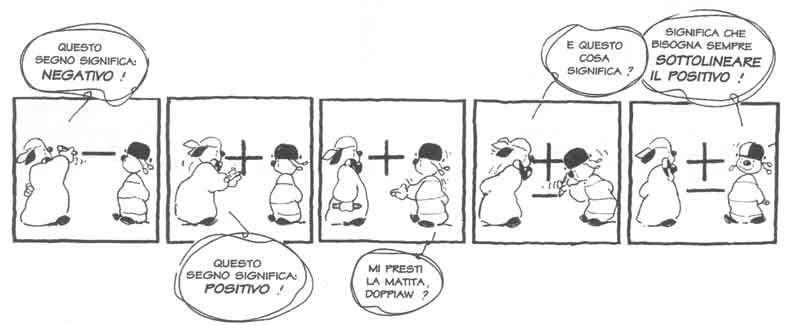 QUESTO
SEGNO SIGNIFICA:
NEGATIVO !
−
QUESTO
SEGNO SIGNIFICA:
POSITIVO !
+
MI PRESTI
LA MATITA,
DOPPIAW ?
+
E QUESTO
COSA
SIGNIFICA ?
±
SIGNIFICA CHE
BISOGNA SEMPRE
SOTTOLINEARE
IL POSITIVO !
±